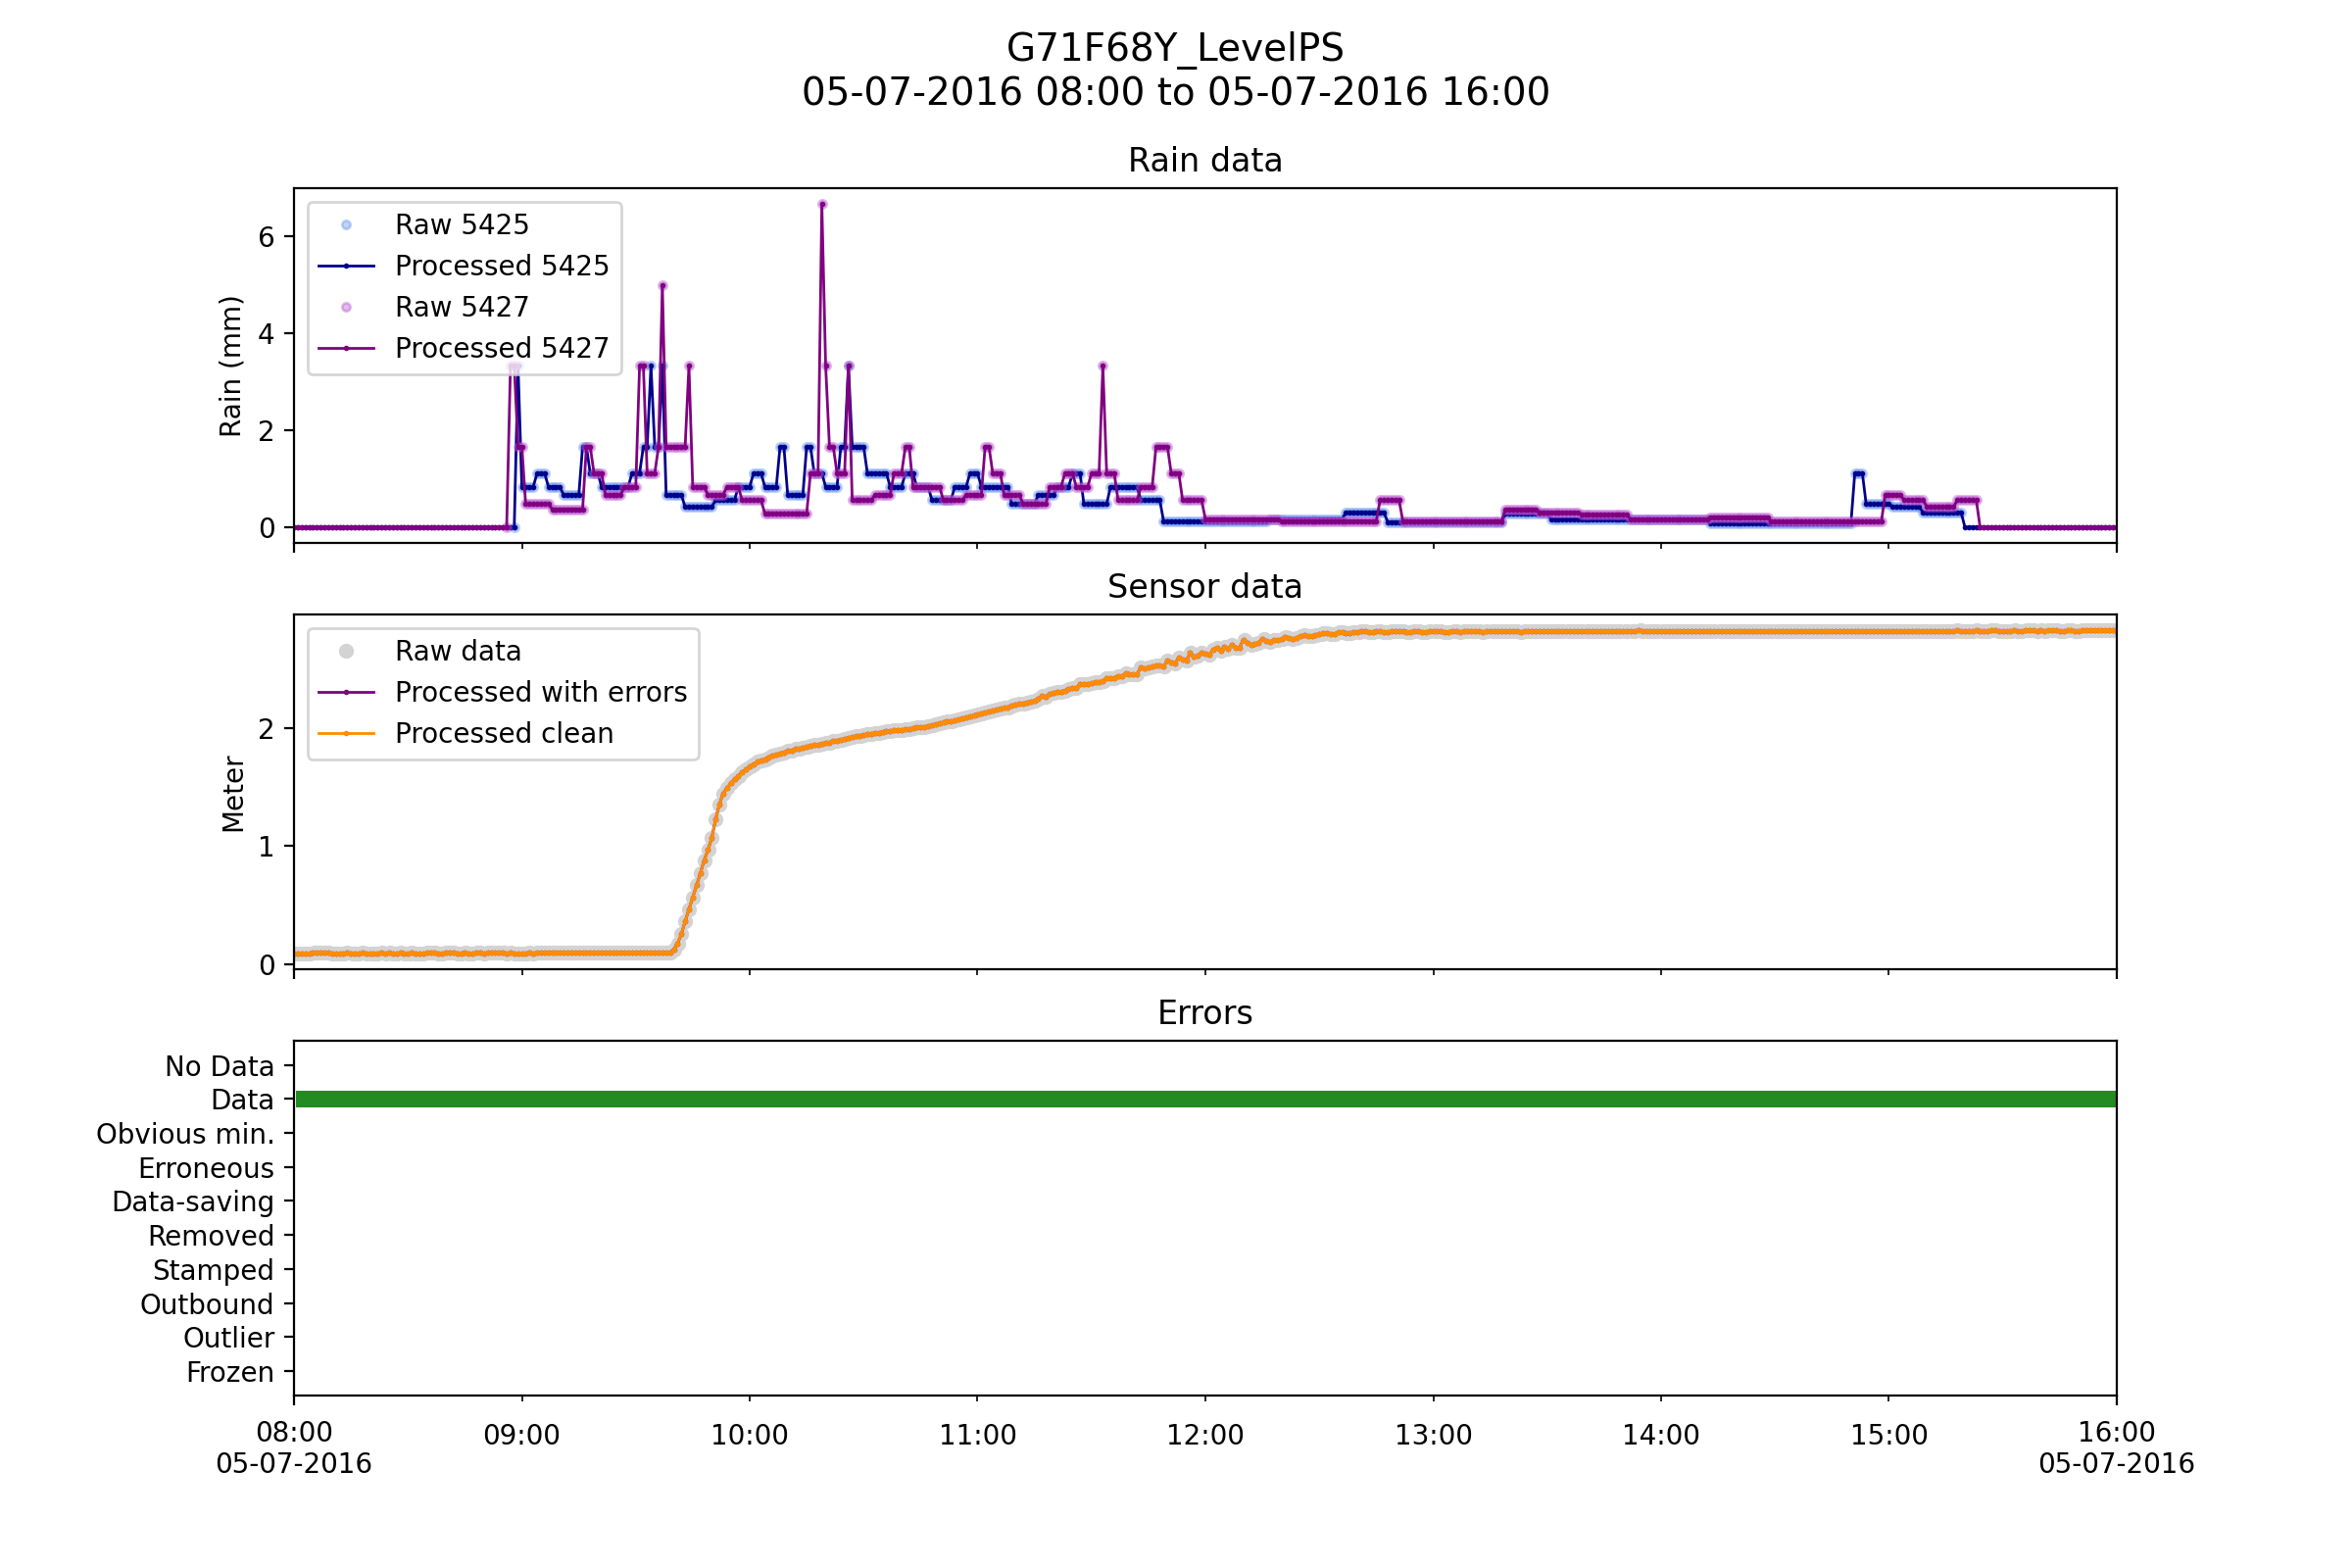 G71F68Y_LevelPS
05-07-2016 08:00 to 05-07-2016 16:00
Rain data
Rain (mm)
6
4
2
0
Raw 5425
Processed 5425
Raw 5427
Processed 5427
Sensor data
Meter
2
1
0
Raw data
Processed with errors
Processed clean
Errors
No Data
Data
Obvious min.
Erroneous
Data-saving
Removed
Stamped
Outbound
Outlier
Frozen
08:00 09:00 10:00 11:00 12:00 13:00 14:00 15:00 16:00
05-07-2016 05-07-2016